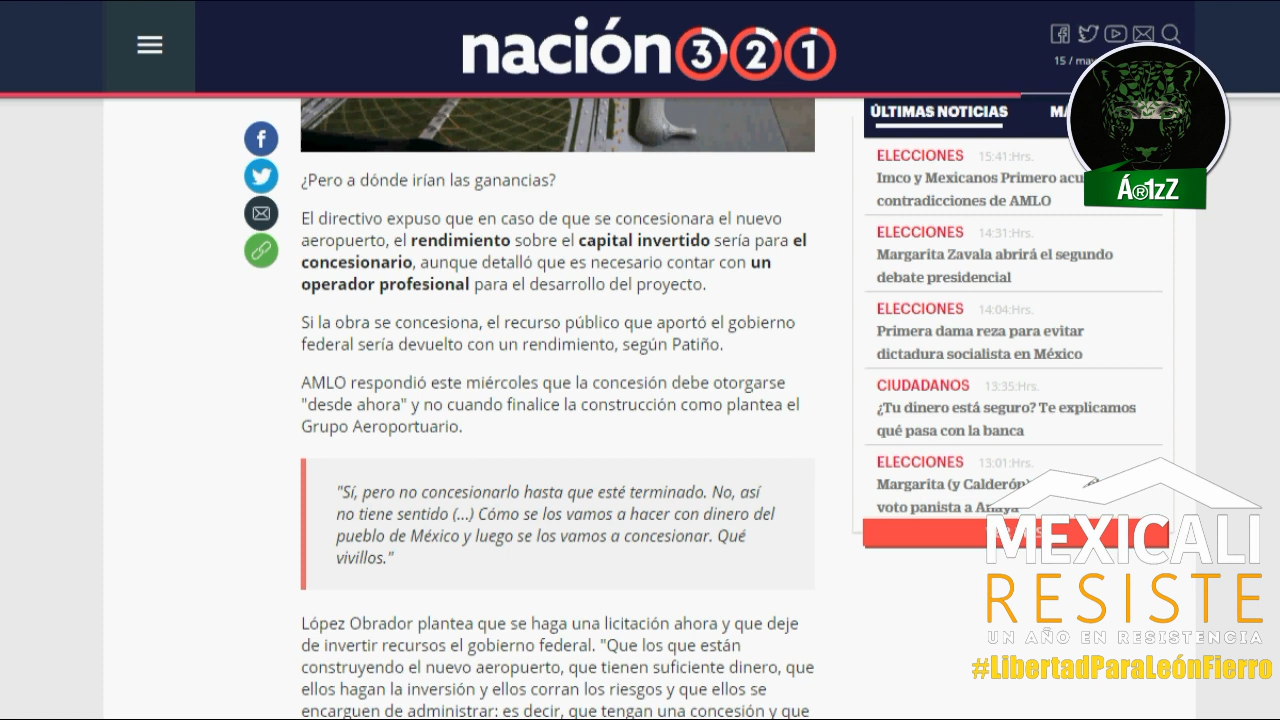 nación321
15 / may
ÚLTIMAS NOTICIAS
¿Pero a dónde irían las ganancias?
El directivo expuso que en caso de que se concesionara el nuevo
aeropuerto, el rendimiento sobre el capital invertido sería para el
concesionario, aunque detalló que es necesario contar con un
operador profesional para el desarrollo del proyecto.
Si la obra se concesiona, el recurso público que aportó el gobierno
federal sería devuelto con un rendimiento, según Patiño.
AMLO respondió este miércoles que la concesión debe otorgarse
"desde ahora" y no cuando finalice la construcción como plantea el
Grupo Aeroportuario.
"Sí, pero no concesionarlo hasta que esté terminado. No, así
no tiene sentido (...) Cómo se los vamos a hacer con dinero del
pueblo de México y luego se los vamos a concesionar. Qué
vivillos."
López Obrador plantea que se haga una licitación ahora y que deje
de invertir recursos el gobierno federal. "Que los que están
construyendo el nuevo aeropuerto, que tienen suficiente dinero, que
ellos hagan la inversión y ellos corran los riesgos y que ellos se
encarguen de administrar: es decir, que tengan una concesión y que
ELECCIONES 15:41:Hrs.
Imco y Mexicanos Primero
contradicciones de AMLO
ELECCIONES 14:31:Hrs.
Margarita Zavala abrirá el segundo
debate presidencial
ELECCIONES 14:04:Hrs.
Primera dama reza para evitar
dictadura socialista en México
CIUDADANOS 13:35:Hrs.
¿Tu dinero está seguro? Te explicamos
qué pasa con la banca
ELECCIONES 13:01:Hrs.
Margarita (y Calderón)
voto panista a Anaya
Á®1zZ
MEXICALI
RESISTE
UN AÑO EN RESISTENCIA
#LibertadParaLeónFierro